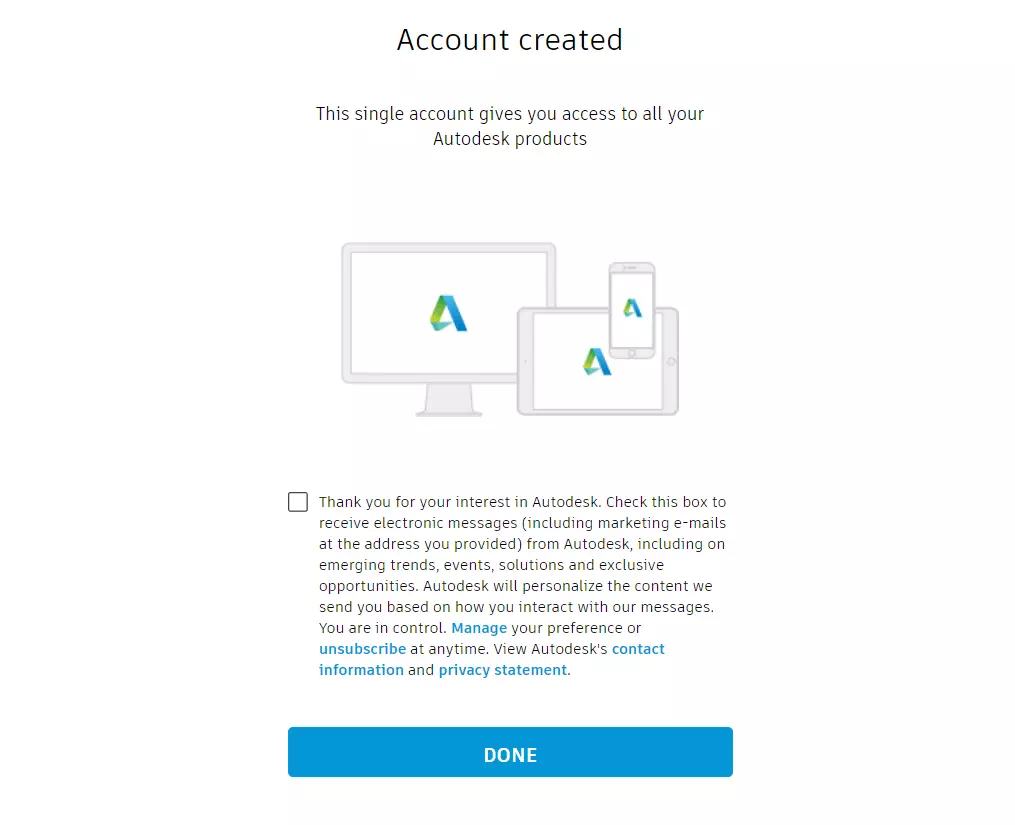 Account created
This single account gives you access to all your
Autodesk products
Thank you for your interest in Autodesk. Check this box to
receive electronic messages (including marketing e-mails
at the address you provided) from Autodesk, including on
emerging trends, events, solutions and exclusive
opportunities. Autodesk will personalize the content we
send you based on how you interact with our messages.
You are in control. Manage your preference or
unsubscribe at anytime. View Autodesk's contact
information and privacy statement.
DONE